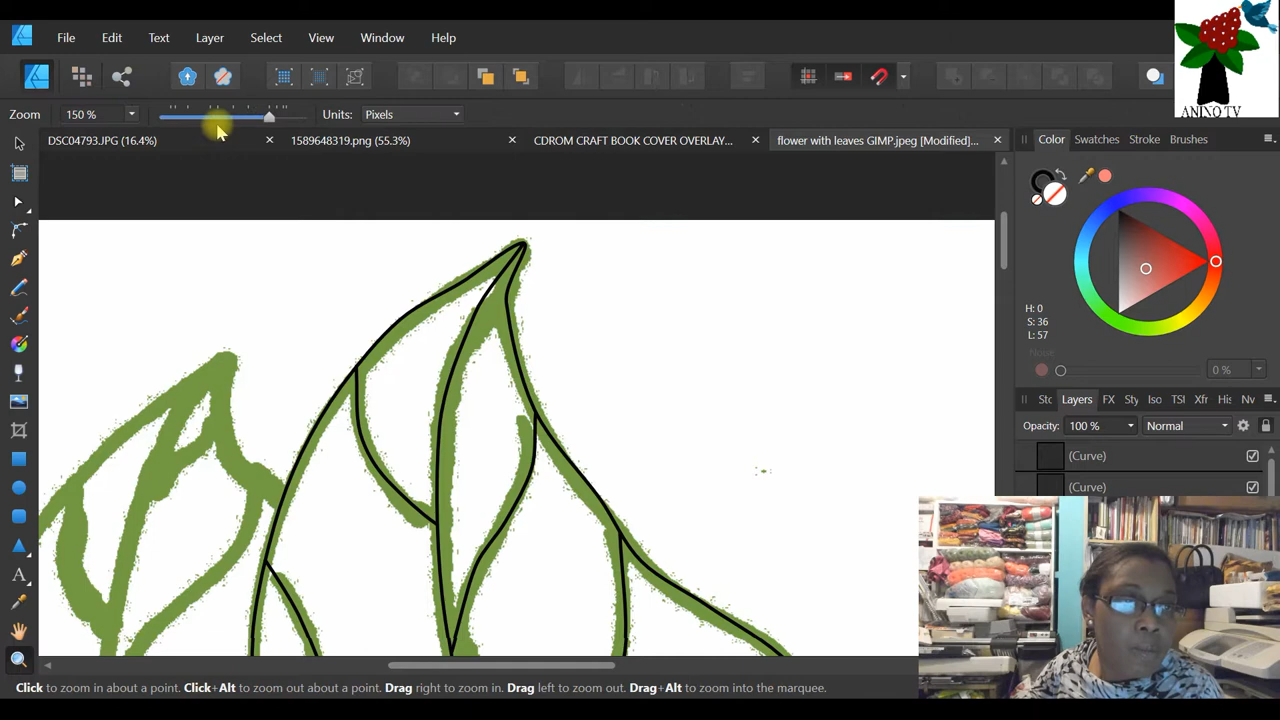 ANINO TV
File Edit Text Layer Select View Window Help
Zoom 150 % Units: Pixels
DSC04793.JPG (16.4%) 1589648319.png (55.3%) CDROM CRAFT BOOK COVER OVERLAY... flower with leaves GIMP.jpeg [Modified]...
Color Swatches Stroke Brushes
H: 0
S: 36
L: 57
None
0 %
Stc Layers FX Sty Iso TSI Xfr His Nv
Opacity: 100 % Normal
(Curve)
(Curve)
A
Click to zoom in about a point. Click+Alt to zoom out about a point. Drag right to zoom in. Drag left to zoom out. Drag+Alt to zoom into the marquee.